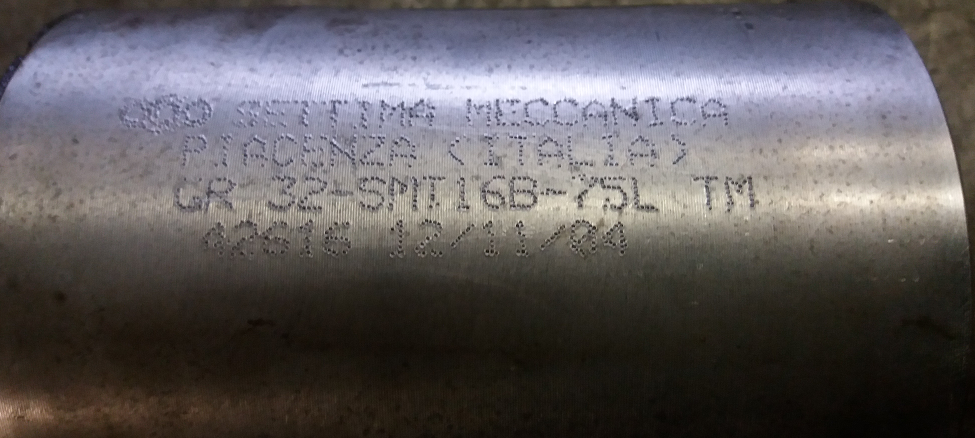 SETTIMA MECCANICA
PIACENZA (ITALIA)
GR 32-SMT16B-75L TM
42616 12/11/04